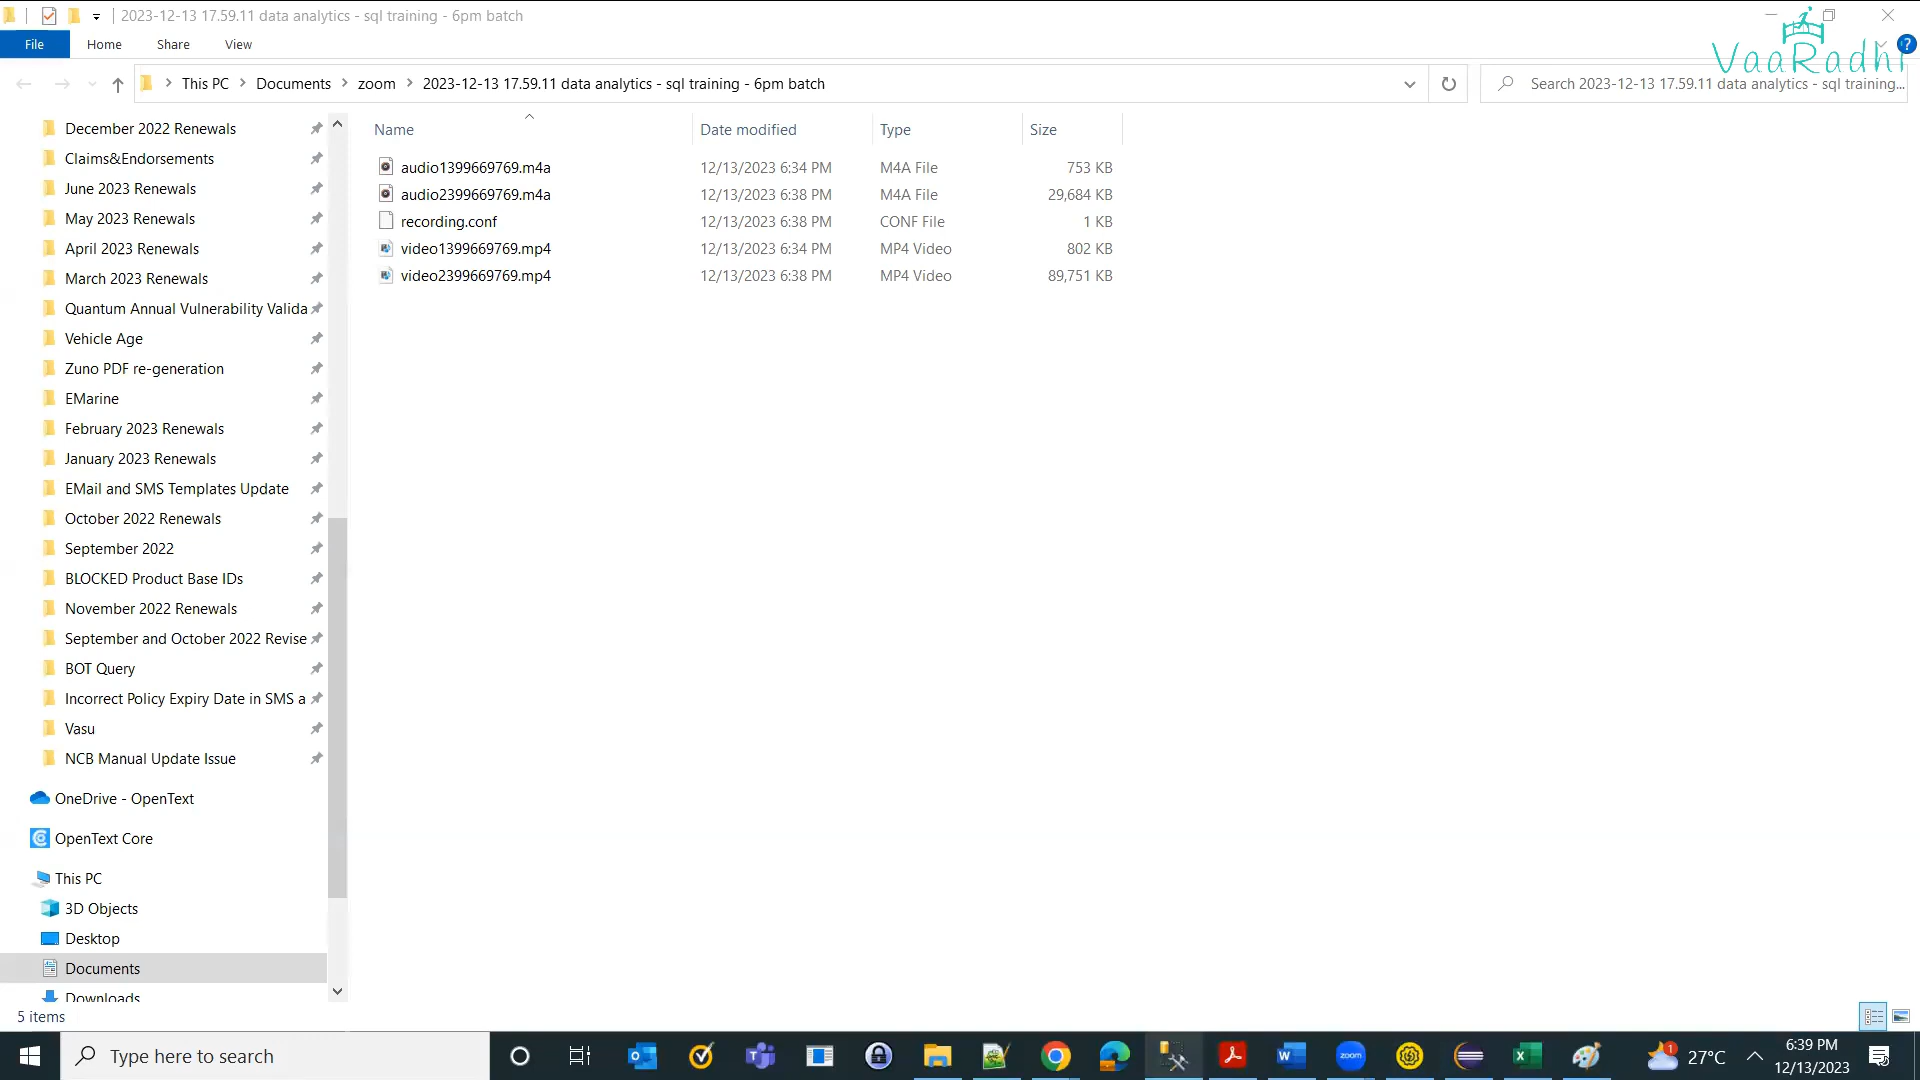 2023-12-13 17.59.11 data analytics - sql training - 6pm batch
File Home Share View
VaaRadhi
This PC Documents zoom 2023-12-13 17.59.11 data analytics - sql training - 6pm batch
Search 2023-12-13 17.59.11 data analytics - sql training...
Name Date modified Type Size
audio1399669769.m4a 12/13/2023 6:34 PM M4A File 753 KB
audio2399669769.m4a 12/13/2023 6:38 PM M4A File 29,684 KB
recording.conf 12/13/2023 6:38 PM CONF File 1 KB
video1399669769.mp4 12/13/2023 6:34 PM MP4 Video 802 KB
video2399669769.mp4 12/13/2023 6:38 PM MP4 Video 89,751 KB
December 2022 Renewals
Claims&Endorsements
June 2023 Renewals
May 2023 Renewals
April 2023 Renewals
March 2023 Renewals
Quantum Annual Vulnerability Valida
Vehicle Age
Zuno PDF re-generation
EMarine
February 2023 Renewals
January 2023 Renewals
EMail and SMS Templates Update
October 2022 Renewals
September 2022
BLOCKED Product Base IDs
November 2022 Renewals
September and October 2022 Revise
BOT Query
Incorrect Policy Expiry Date in SMS a
Vasu
NCB Manual Update Issue
OneDrive - OpenText
OpenText Core
This PC
3D Objects
Desktop
Documents
Downloads
5 items
Type here to search
zoom
27°C
6:39 PM
12/13/2023